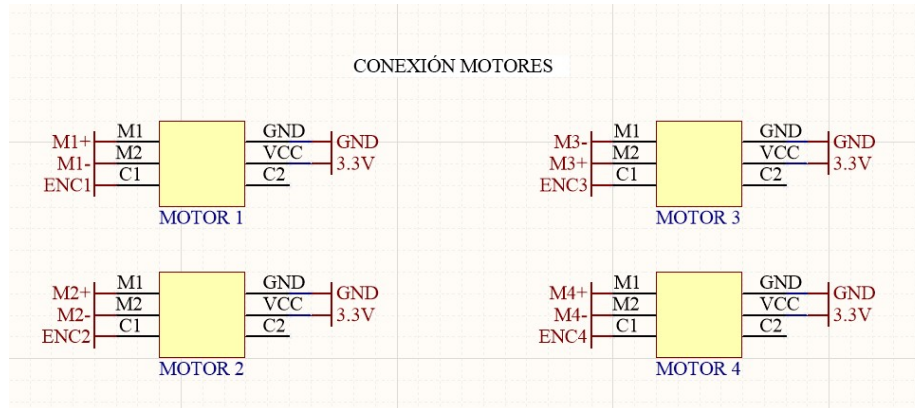 CONEXIÓN MOTORES
M1+ M1 GND GND
M1- M2 VCC 3.3V
ENC1 C1 C2
MOTOR 1
M3- M1 GND GND
M3+ M2 VCC 3.3V
ENC3 C1 C2
MOTOR 3
M2+ M1 GND GND
M2- M2 VCC 3.3V
ENC2 C1 C2
MOTOR 2
M4+ M1 GND GND
M4- M2 VCC 3.3V
ENC4 C1 C2
MOTOR 4